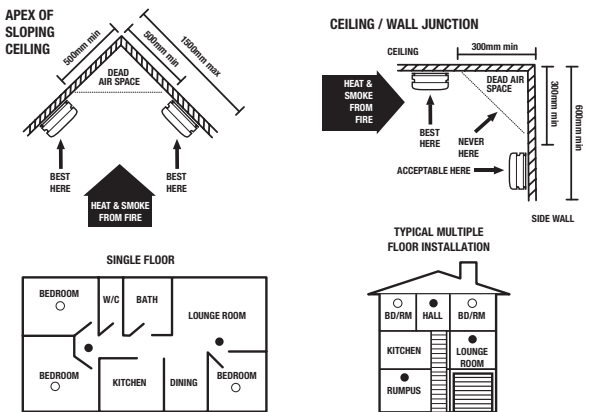 APEX OF
SLOPING
CEILING
500mm min
500mm min
1500mm max
DEAD
AIR SPACE
BEST
HERE
BEST
HERE
HEAT & SMOKE
FROM FIRE
CEILING / WALL JUNCTION
CEILING
300mm min
HEAT &
SMOKE
FROM
FIRE
DEAD AIR
SPACE
300mm min
600mm min
BEST
HERE
NEVER
HERE
ACCEPTABLE HERE
SIDE WALL
SINGLE FLOOR
BEDROOM
W/C
BATH
LOUNGE ROOM
BEDROOM
KITCHEN
DINING
BEDROOM
TYPICAL MULTIPLE
FLOOR INSTALLATION
BD/RM
HALL
BD/RM
KITCHEN
LOUNGE
ROOM
RUMPUS